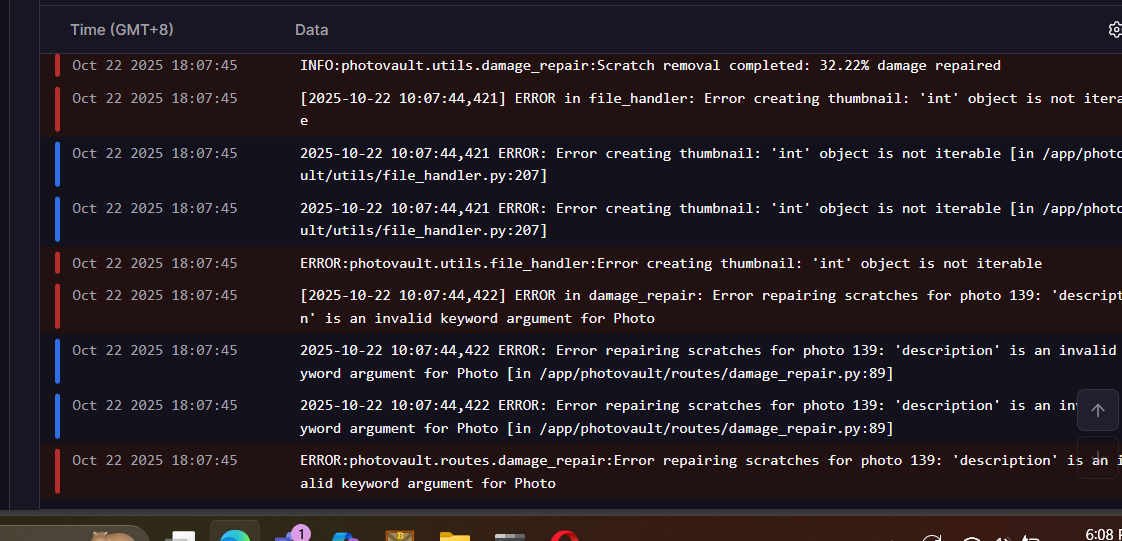 Time (GMT+8) Data
Oct 22 2025 18:07:45 INFO:photovault.utils.damage_repair:Scratch removal completed: 32.22% damage repaired
Oct 22 2025 18:07:45 [2025-10-22 10:07:44,421] ERROR in file_handler: Error creating thumbnail: 'int' object is not itera
e
Oct 22 2025 18:07:45 2025-10-22 10:07:44,421 ERROR: Error creating thumbnail: 'int' object is not iterable [in /app/photo
ult/utils/file_handler.py:207]
Oct 22 2025 18:07:45 2025-10-22 10:07:44,421 ERROR: Error creating thumbnail: 'int' object is not iterable [in /app/photo
ult/utils/file_handler.py:207]
Oct 22 2025 18:07:45 ERROR:photovault.utils.file_handler:Error creating thumbnail: 'int' object is not iterable
Oct 22 2025 18:07:45 [2025-10-22 10:07:44,422] ERROR in damage_repair: Error repairing scratches for photo 139: 'descript
n' is an invalid keyword argument for Photo
Oct 22 2025 18:07:45 2025-10-22 10:07:44,422 ERROR: Error repairing scratches for photo 139: 'description' is an invalid
yword argument for Photo [in /app/photovault/routes/damage_repair.py:89]
Oct 22 2025 18:07:45 2025-10-22 10:07:44,422 ERROR: Error repairing scratches for photo 139: 'description' is an inv
yword argument for Photo [in /app/photovault/routes/damage_repair.py:89]
Oct 22 2025 18:07:45 ERROR:photovault.routes.damage_repair:Error repairing scratches for photo 139: 'description' is an i
alid keyword argument for Photo
1
6:08